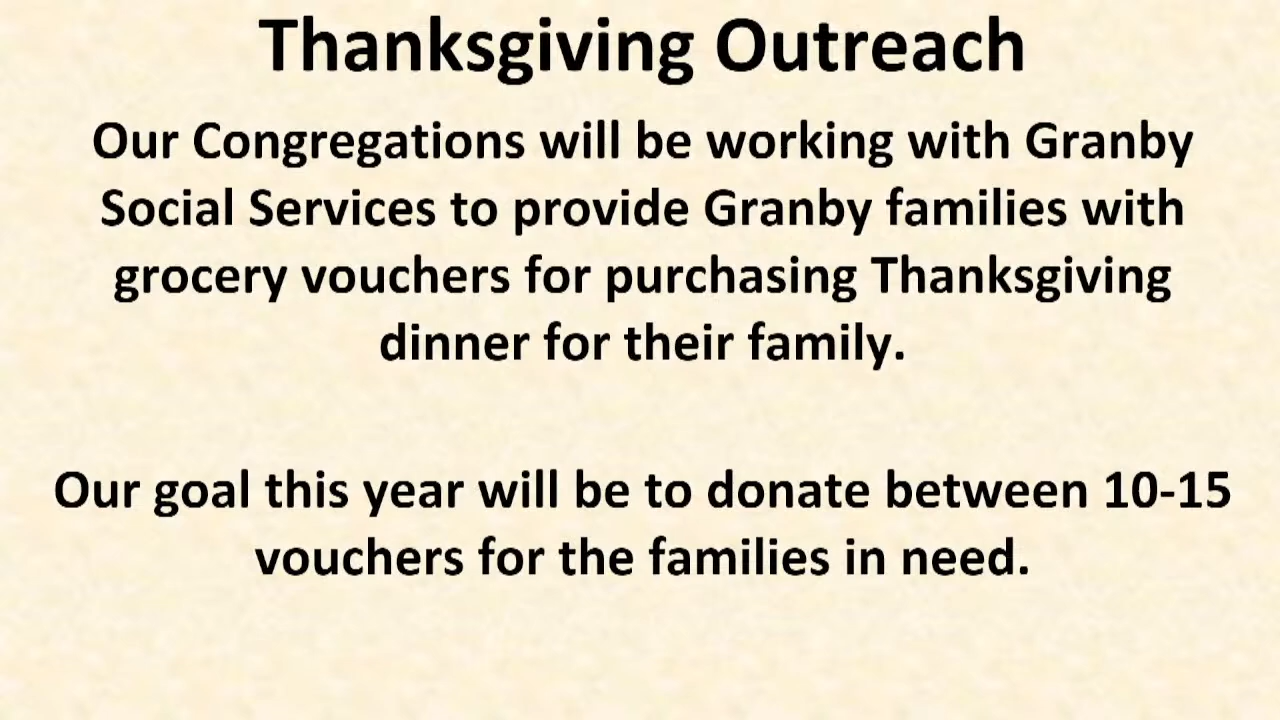 Thanksgiving Outreach
Our Congregations will be working with Granby
Social Services to provide Granby families with
grocery vouchers for purchasing Thanksgiving
dinner for their family.
Our goal this year will be to donate between 10-15
vouchers for the families in need.